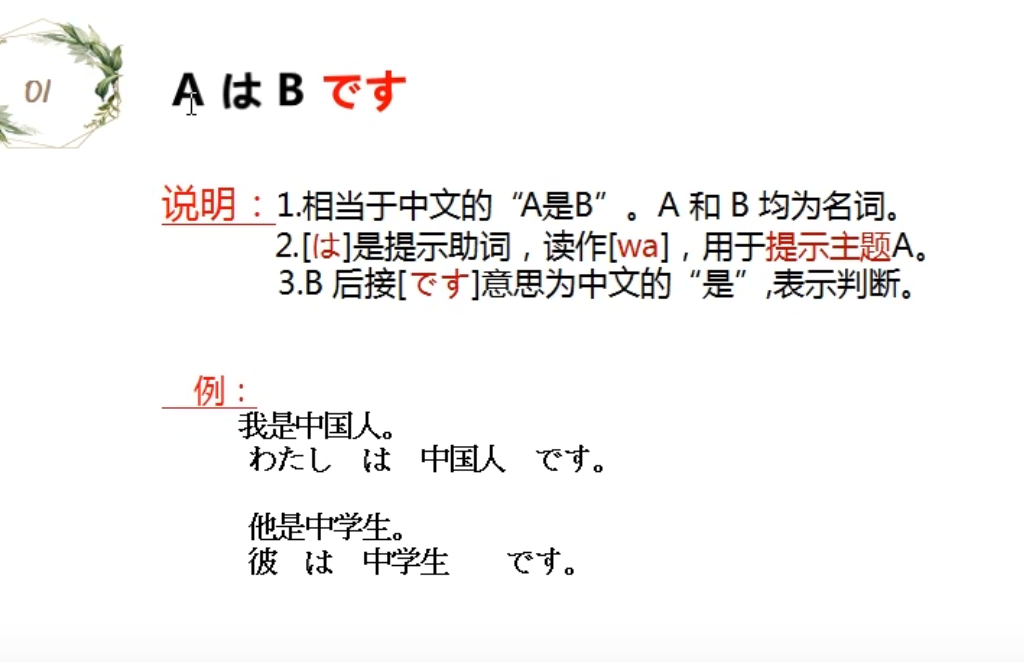 01
A は B です
说明：1.相当于中文的“A是B”。A 和 B 均为名词。
2.[は]是提示助词，读作[wa]，用于提示主题A。
3.B 后接[です]意思为中文的“是”,表示判断。
例：
我是中国人。
わたし　は　中国人　です。
他是中学生。
彼　は　中学生　　です。